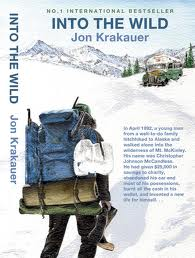 INTO THE WILD
Jon Krakauer
NO.1 INTERNATIONAL BESTSELLER
INTO THE WILD
Jon Krakauer
In April 1992, a young man
from a well-to-do family
hitchhiked to Alaska and
walked alone into the
wilderness of Mt. McKinley.
His name was Christopher
Johnson McCandless.
He had given $25,000 in
savings to charity,
abandoned his car and
most of his possessions,
burnt all the cash in his
wallet, and invented a new
life for himself.